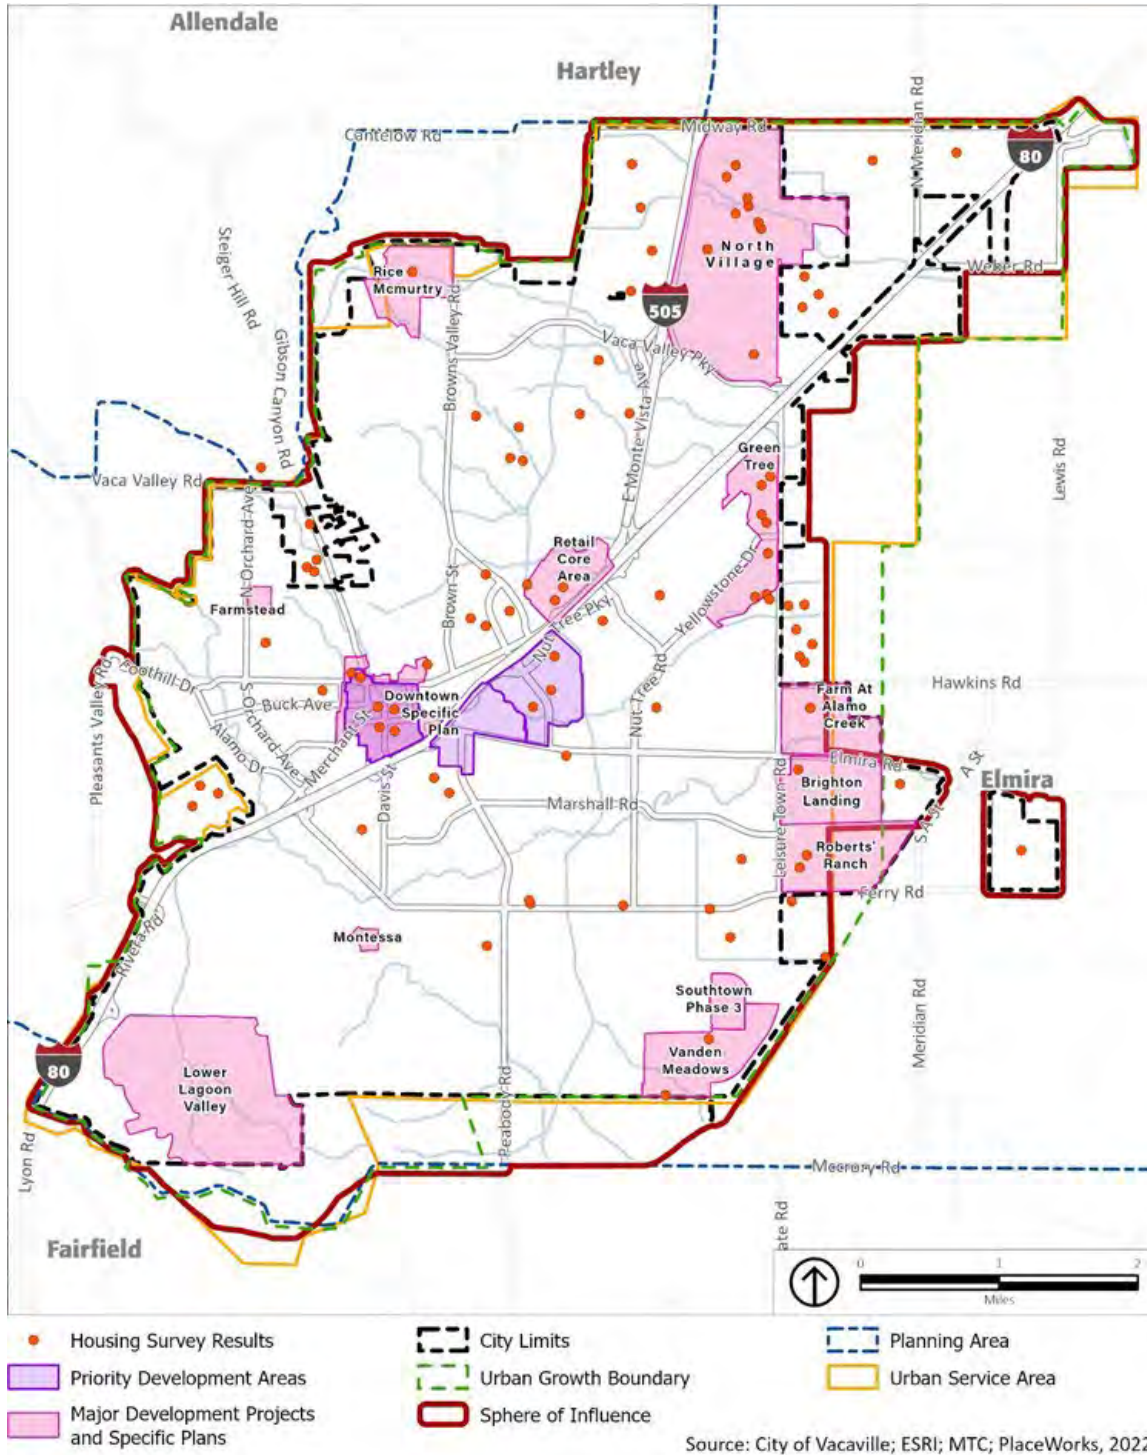 Allendale
Hartley
Cantelow Rd
Midway Rd
N Meridian Rd
80
Steiger Hill Rd
Gibson Canyon Rd
Rice
Mcmurtry
Browns Valley Rd
North
Village
Weber Rd
505
Vaca Valley Pky
E Monte Vista Ave
Green
Tree
Lewis Rd
Vaca Valley Rd
N Orchard Ave
Retail
Core
Area
Brown St
Yellowstone Dr
Farmstead
Nut Tree Pky
Pleasants Valley Rd
Foothill Dr
S Orchard Ave
Buck Ave
Alamo Dr
Merchant St
Downtown
Specific
Plan
Davis St
Nut Tree Rd
Hawkins Rd
Farm At
Alamo
Creek
Elmira Rd
A St
Elmira
Marshall Rd
Leisure Town Rd
Brighton
Landing
S A St
Roberts'
Ranch
Ferry Rd
Rivera Rd
Montessa
Southtown
Phase 3
Vanden
Meadows
Meridian Rd
80
Lower
Lagoon
Valley
Peabody Rd
Lyon Rd
Mccrory Rd
ate Rd
Fairfield
0 1 2
Miles
Housing Survey Results
City Limits
Planning Area
Priority Development Areas
Urban Growth Boundary
Urban Service Area
Major Development Projects
and Specific Plans
Sphere of Influence
Source: City of Vacaville; ESRI; MTC; PlaceWorks, 2022